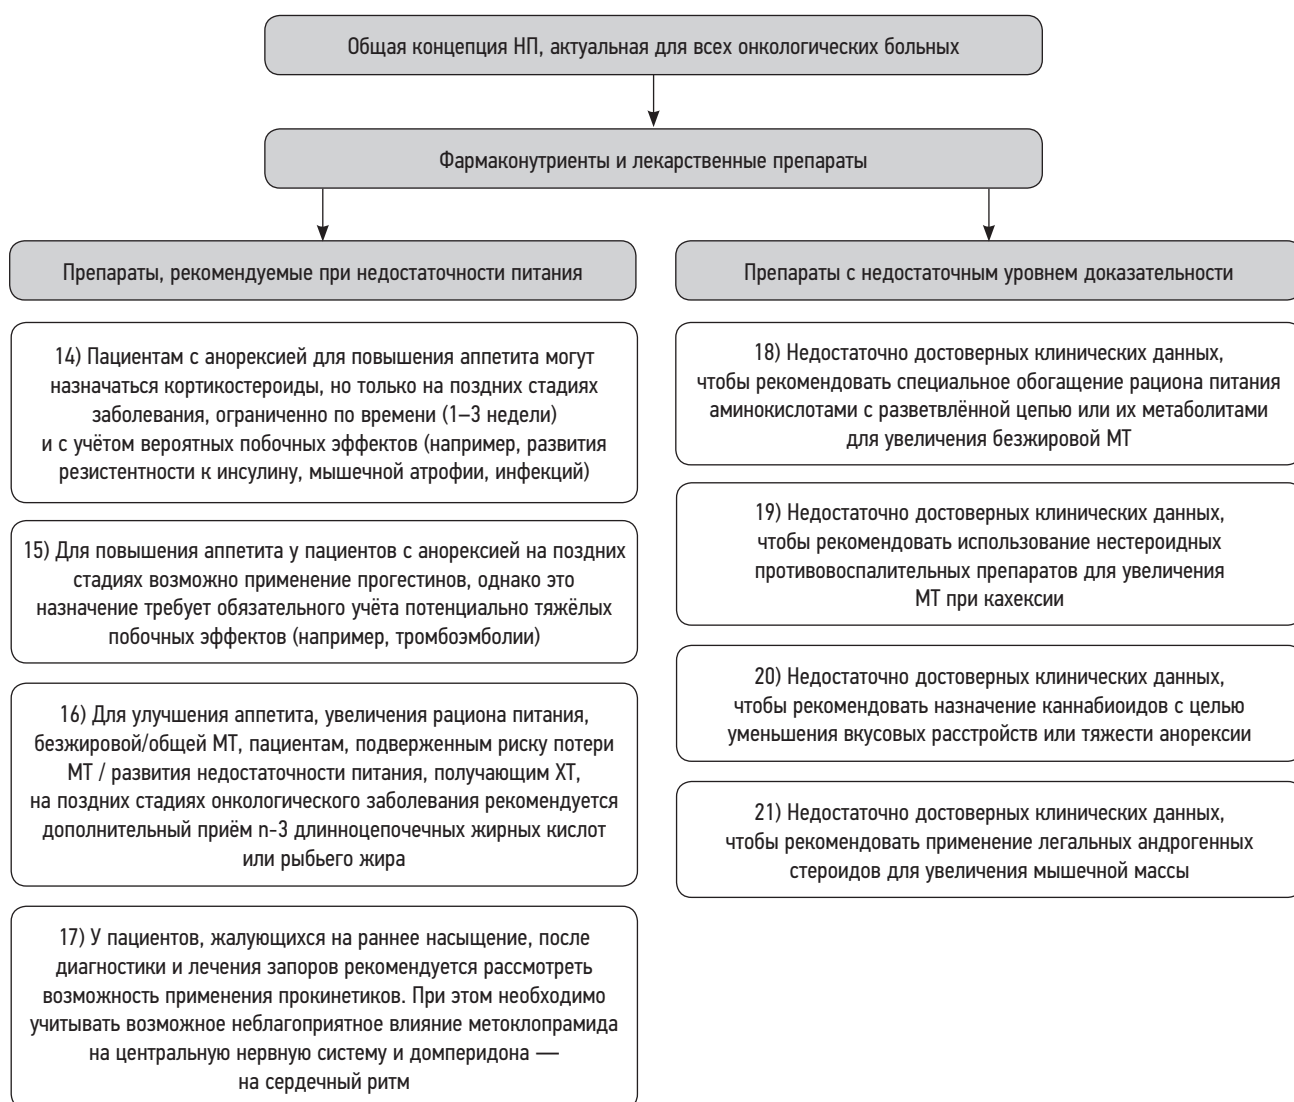 Общая концепция НП, актуальная для всех онкологических больных
Фармаконутриенты и лекарственные препараты
Препараты, рекомендуемые при недостаточности питания
14) Пациентам с анорексией для повышения аппетита могут
назначаться кортикостероиды, но только на поздних стадиях
заболевания, ограниченно по времени (1–3 недели)
и с учётом вероятных побочных эффектов (например, развития
резистентности к инсулину, мышечной атрофии, инфекций)
15) Для повышения аппетита у пациентов с анорексией на поздних
стадиях возможно применение прогестинов, однако это
назначение требует обязательного учёта потенциально тяжёлых
побочных эффектов (например, тромбоэмболии)
16) Для улучшения аппетита, увеличения рациона питания,
безжировой/общей МТ, пациентам, подверженным риску потери
МТ / развития недостаточности питания, получающим ХТ,
на поздних стадиях онкологического заболевания рекомендуется
дополнительный приём n-3 длинноцепочечных жирных кислот
или рыбьего жира
17) У пациентов, жалующихся на раннее насыщение, после
диагностики и лечения запоров рекомендуется рассмотреть
возможность применения прокинетиков. При этом необходимо
учитывать возможное неблагоприятное влияние метоклопрамида
на центральную нервную систему и домперидона —
на сердечный ритм
Препараты с недостаточным уровнем доказательности
18) Недостаточно достоверных клинических данных,
чтобы рекомендовать специальное обогащение рациона питания
аминокислотами с разветвлённой цепью или их метаболитами
для увеличения безжировой МТ
19) Недостаточно достоверных клинических данных,
чтобы рекомендовать использование нестероидных
противовоспалительных препаратов для увеличения
МТ при кахексии
20) Недостаточно достоверных клинических данных,
чтобы рекомендовать назначение каннабиоидов с целью
уменьшения вкусовых расстройств или тяжести анорексии
21) Недостаточно достоверных клинических данных,
чтобы рекомендовать применение легальных андрогенных
стероидов для увеличения мышечной массы